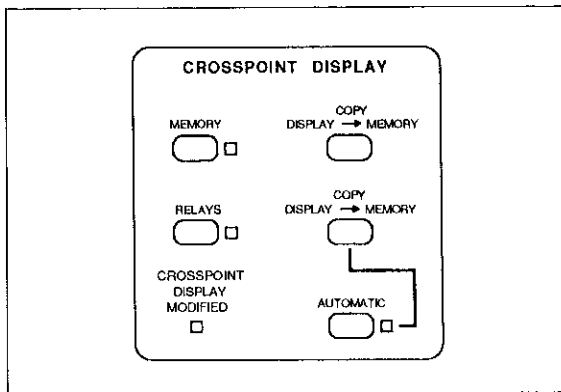 CROSSPOINT DISPLAY
COPY
MEMORY
DISPLAY → MEMORY
COPY
RELAYS
DISPLAY → MEMORY
CROSSPOINT
DISPLAY
MODIFIED
AUTOMATIC